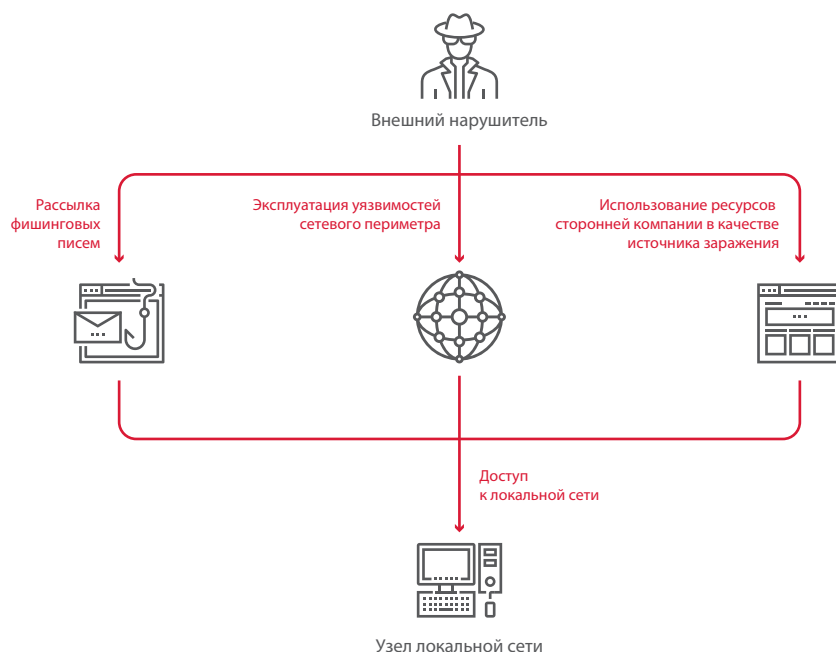 Внешний нарушитель
Рассылка
фишинговых
писем
Эксплуатация уязвимостей
сетевого периметра
Использование ресурсов
сторонней компании в качестве
источника заражения
Доступ
к локальной сети
Узел локальной сети